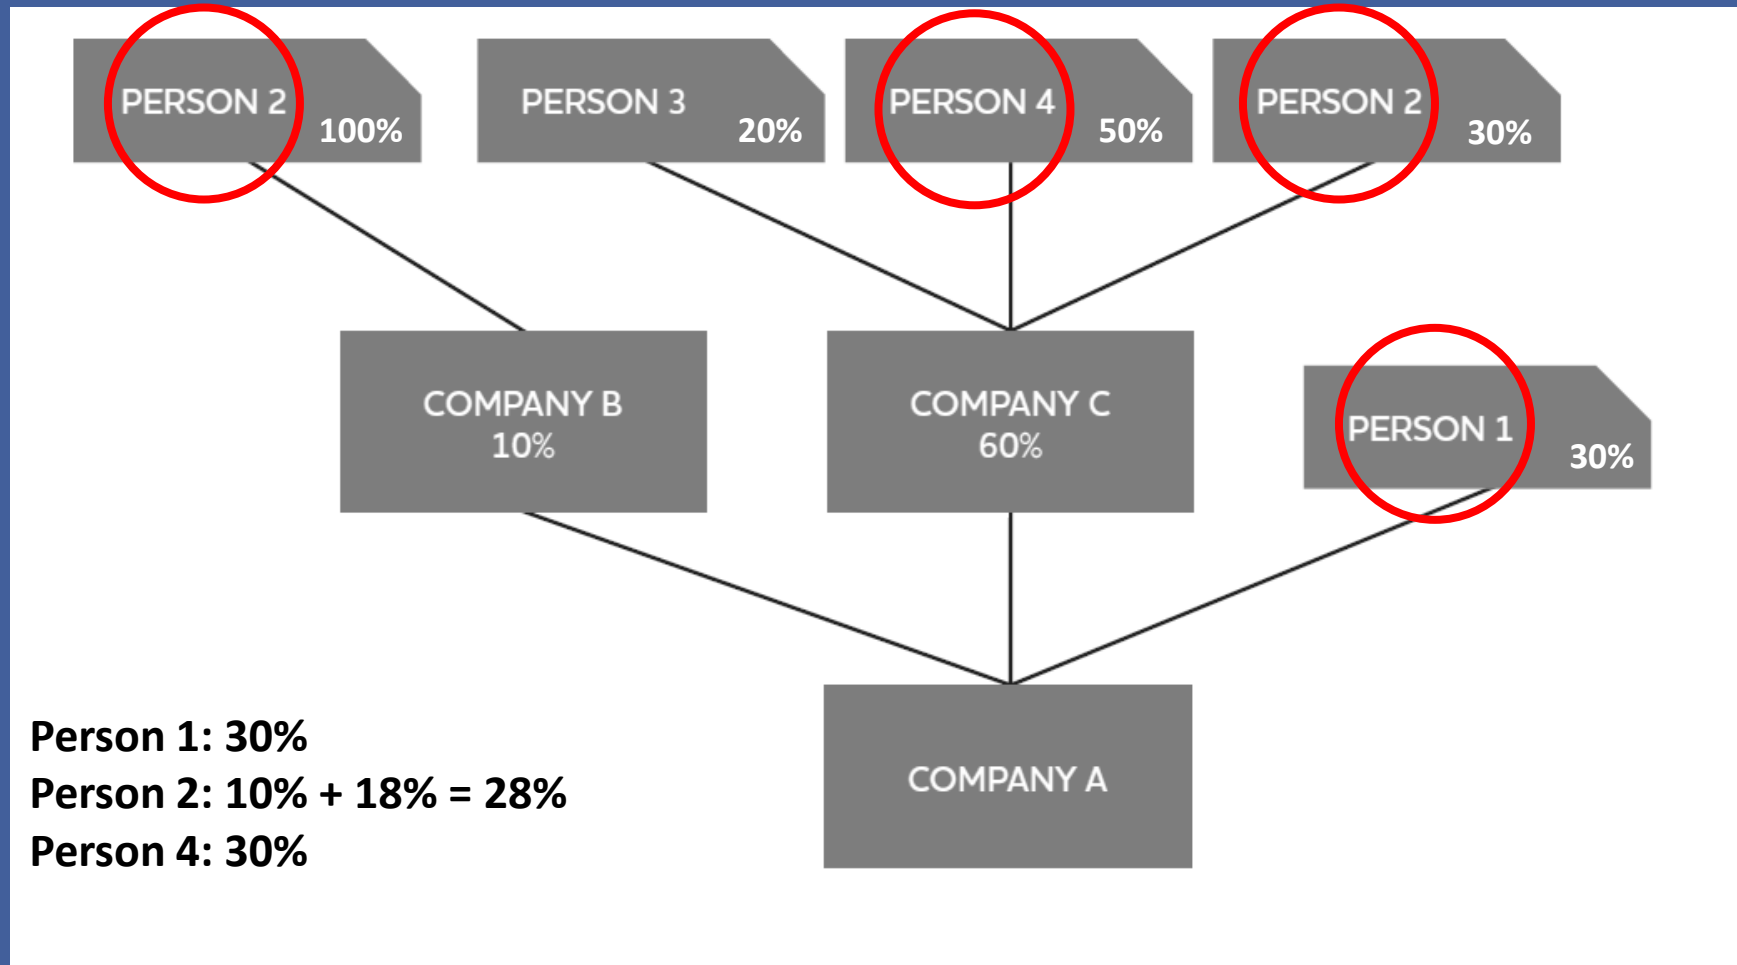 PERSON 2
100%
PERSON 3
20%
PERSON 4
50%
PERSON 2
30%
COMPANY B
10%
COMPANY C
60%
PERSON 1
30%
COMPANY A
Person 1: 30%
Person 2: 10% + 18% = 28%
Person 4: 30%